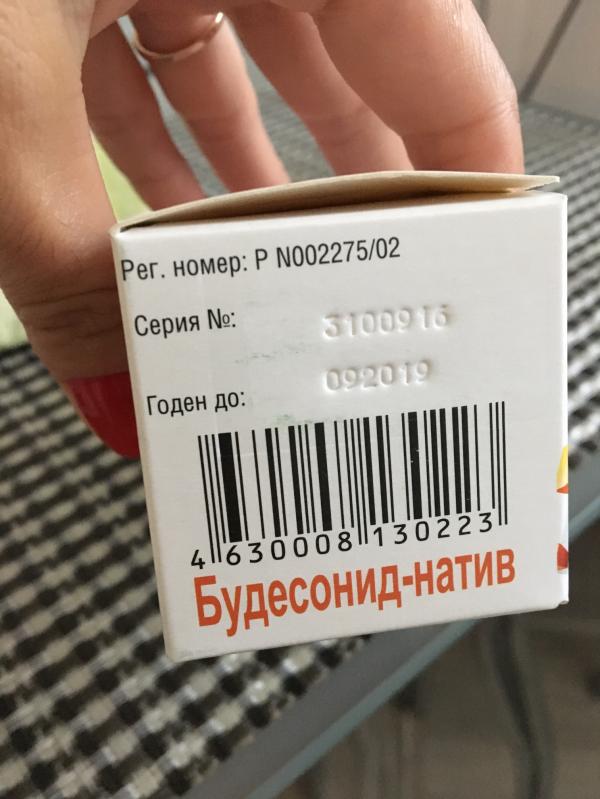 Рег. номер: Р N002275/02
Серия №: 3100916
Годен до: 092019
4 630008 130223
Будесонид-натив